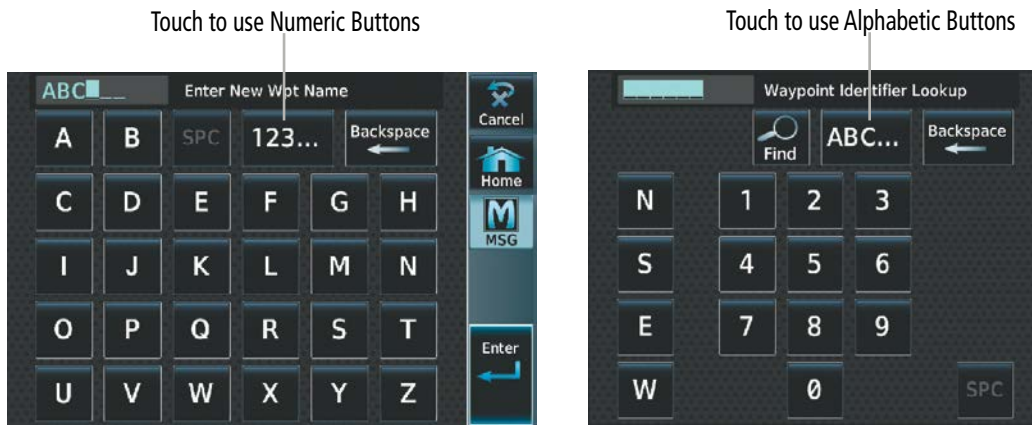 Touch to use Numeric Buttons
ABC__ Enter New Wpt Name
Cancel
A B SPC 123... Backspace
Home
C D E F G H
MSG
I J K L M N
O P Q R S T
Enter
U V W X Y Z
Touch to use Alphabetic Buttons
Waypoint Identifier Lookup
Find ABC... Backspace
N 1 2 3
S 4 5 6
E 7 8 9
W 0 SPC